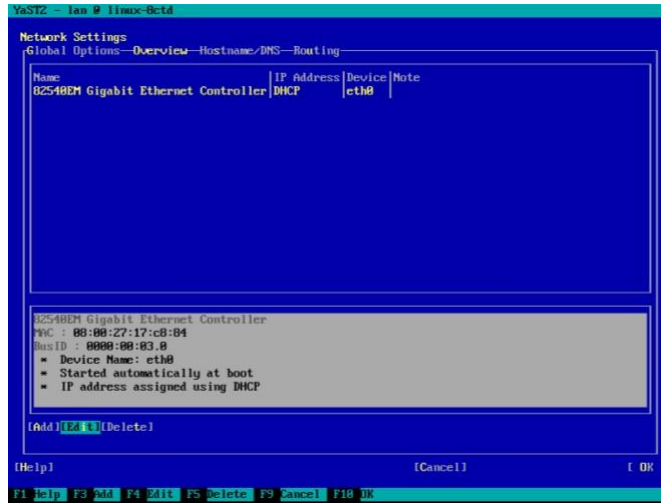 YaST2 - lan @ linux-8ctd
Network Settings
Global Options—Overview—Hostname/DNS—Routing
Name |IP Address|Device|Note
82540EM Gigabit Ethernet Controller|DHCP |eth0 |
82540EM Gigabit Ethernet Controller
MAC : 08:00:27:17:c8:84
BusID : 0000:00:03.0
* Device Name: eth0
* Started automatically at boot
* IP address assigned using DHCP
[Add][Edit][Delete]
[Help] [Cancel] [ OK
F1 Help F3 Add F4 Edit F5 Delete F9 Cancel F10 OK